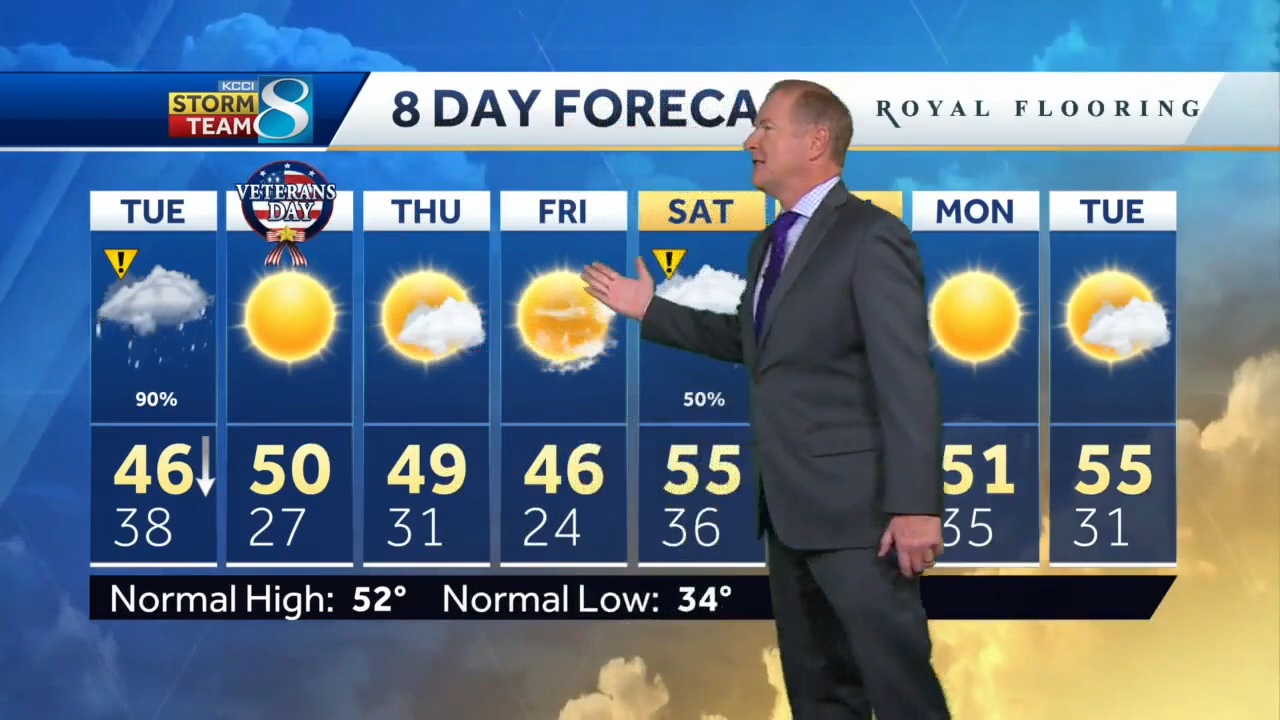 KCCI
STORM
TEAM
8
8 DAY FORECA
ROYAL FLOORING
TUE
VETERANS
DAY
THU
FRI
SAT
MON
TUE
! !
90% 50%
46 50 49 46 55 51 55
38 27 31 24 36 35 31
Normal High: 52° Normal Low: 34°